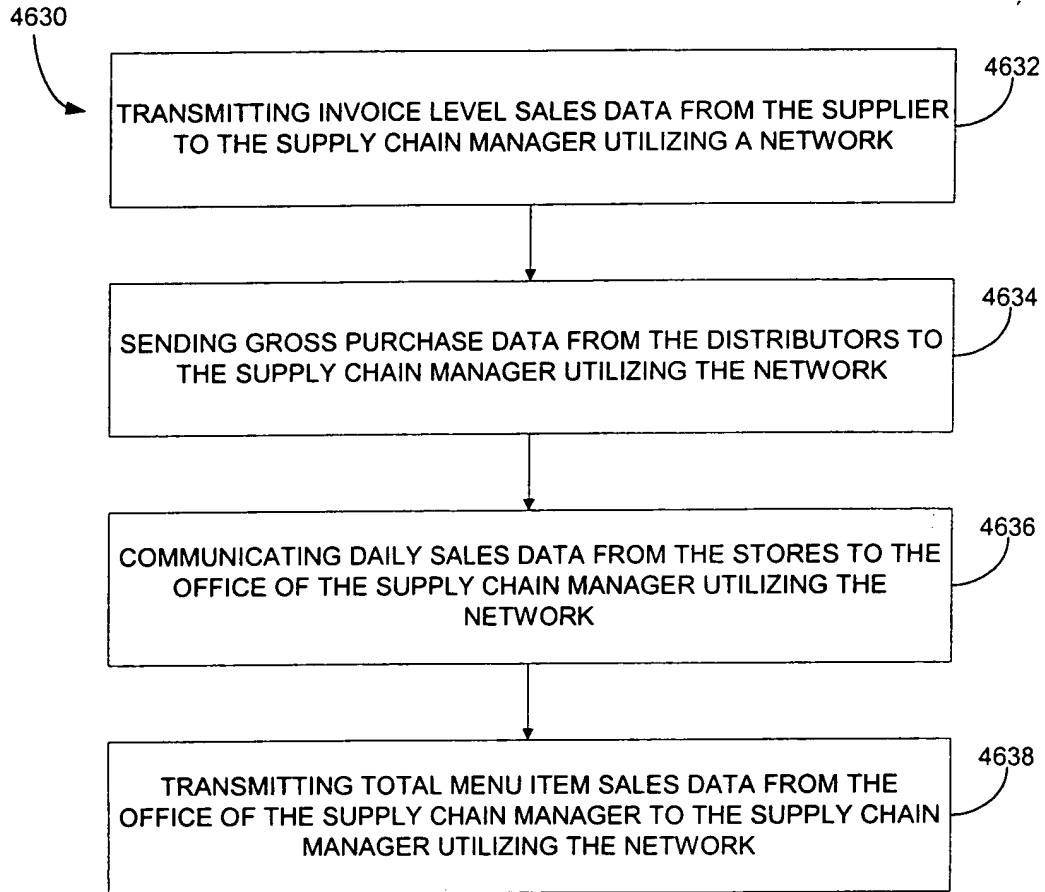 4630
4632
TRANSMITTING INVOICE LEVEL SALES DATA FROM THE SUPPLIER
TO THE SUPPLY CHAIN MANAGER UTILIZING A NETWORK
4634
SENDING GROSS PURCHASE DATA FROM THE DISTRIBUTORS TO
THE SUPPLY CHAIN MANAGER UTILIZING THE NETWORK
4636
COMMUNICATING DAILY SALES DATA FROM THE STORES TO THE
OFFICE OF THE SUPPLY CHAIN MANAGER UTILIZING THE
NETWORK
4638
TRANSMITTING TOTAL MENU ITEM SALES DATA FROM THE
OFFICE OF THE SUPPLY CHAIN MANAGER TO THE SUPPLY CHAIN
MANAGER UTILIZING THE NETWORK